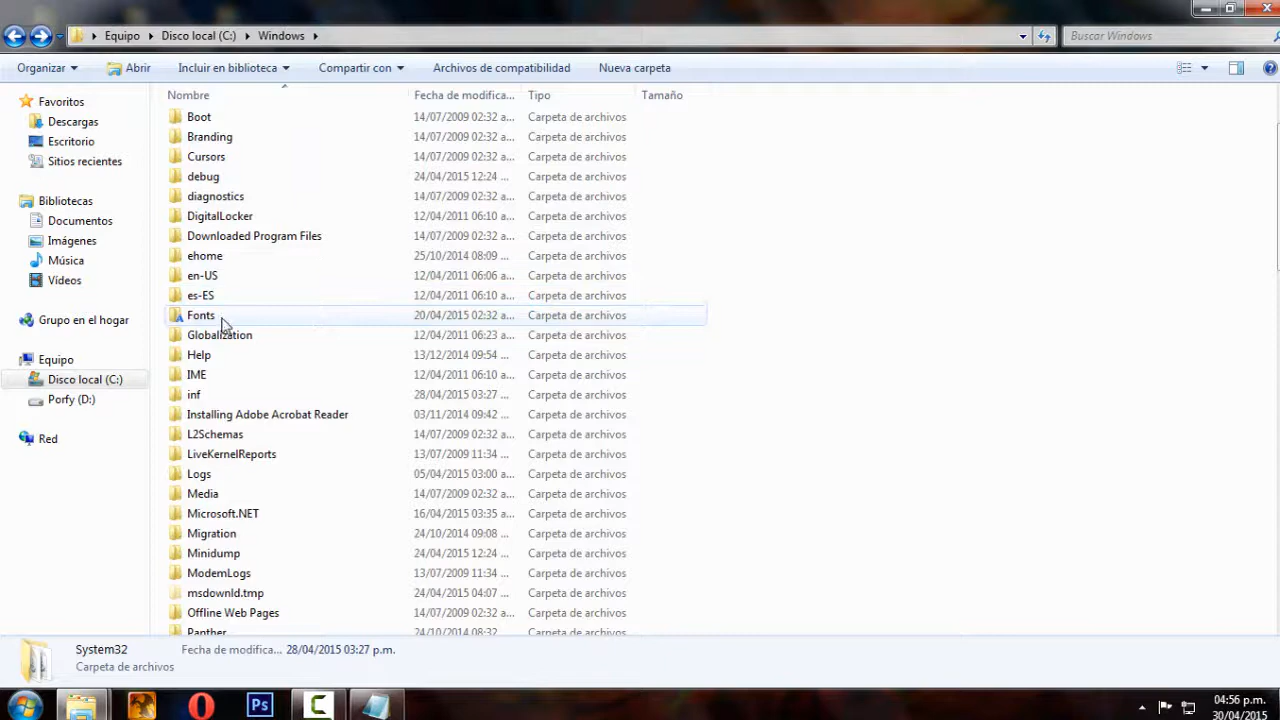 Equipo Disco local (C:) Windows
Buscar Windows
Organizar Abrir Incluir en biblioteca Compartir con Archivos de compatibilidad Nueva carpeta
Nombre Fecha de modifica... Tipo Tamaño
Favoritos
Descargas
Escritorio
Sitios recientes
Bibliotecas
Documentos
Imágenes
Música
Vídeos
Grupo en el hogar
Equipo
Disco local (C:)
Porfy (D:)
Red
Boot 14/07/2009 02:32 a... Carpeta de archivos
Branding 14/07/2009 02:32 a... Carpeta de archivos
Cursors 14/07/2009 02:32 a... Carpeta de archivos
debug 24/04/2015 12:24 ... Carpeta de archivos
diagnostics 14/07/2009 02:32 a... Carpeta de archivos
DigitalLocker 12/04/2011 06:10 a... Carpeta de archivos
Downloaded Program Files 14/07/2009 02:32 a... Carpeta de archivos
ehome 25/10/2014 08:09 ... Carpeta de archivos
en-US 12/04/2011 06:06 a... Carpeta de archivos
es-ES 12/04/2011 06:10 a... Carpeta de archivos
Fonts 20/04/2015 02:32 a... Carpeta de archivos
Globalization 12/04/2011 06:23 a... Carpeta de archivos
Help 13/12/2014 09:54 ... Carpeta de archivos
IME 12/04/2011 06:10 a... Carpeta de archivos
inf 28/04/2015 03:27 ... Carpeta de archivos
Installing Adobe Acrobat Reader 03/11/2014 09:42 ... Carpeta de archivos
L2Schemas 14/07/2009 02:32 a... Carpeta de archivos
LiveKernelReports 13/07/2009 11:34 ... Carpeta de archivos
Logs 05/04/2015 03:00 a... Carpeta de archivos
Media 14/07/2009 02:32 a... Carpeta de archivos
Microsoft.NET 16/04/2015 03:35 a... Carpeta de archivos
Migration 24/10/2014 09:08 ... Carpeta de archivos
Minidump 24/04/2015 12:24 ... Carpeta de archivos
ModemLogs 13/07/2009 11:34 ... Carpeta de archivos
msdownld.tmp 24/04/2015 04:07 ... Carpeta de archivos
Offline Web Pages 14/07/2009 02:32 a... Carpeta de archivos
Panther 24/10/2014 08:32 ... Carpeta de archivos
System32 Fecha de modifica... 28/04/2015 03:27 p.m.
Carpeta de archivos
Ps
04:56 p.m.
30/04/2015